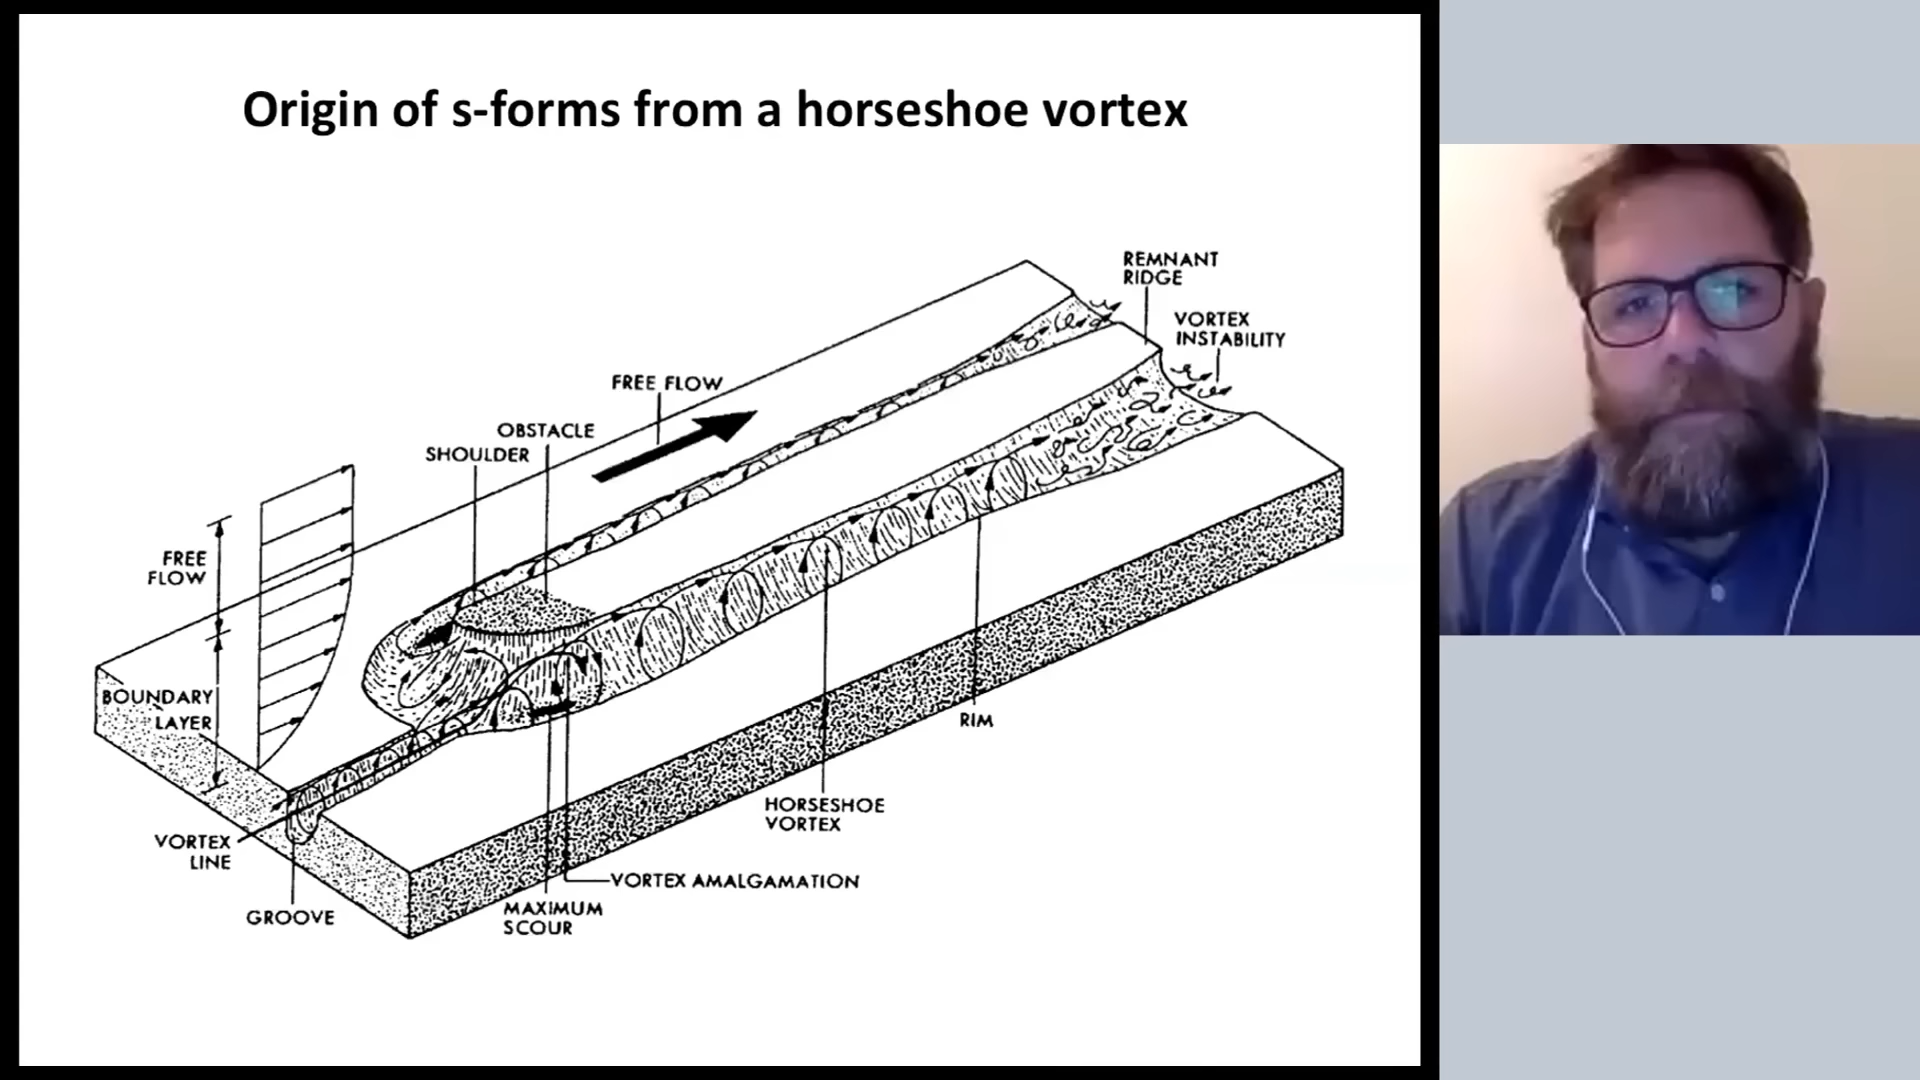 Origin of s-forms from a horseshoe vortex
REMNANT
RIDGE
VORTEX
INSTABILITY
FREE FLOW
OBSTACLE
SHOULDER
FREE
FLOW
BOUNDARY
LAYER
RIM
HORSESHOE
VORTEX
VORTEX
LINE
VORTEX AMALGAMATION
GROOVE
MAXIMUM
SCOUR